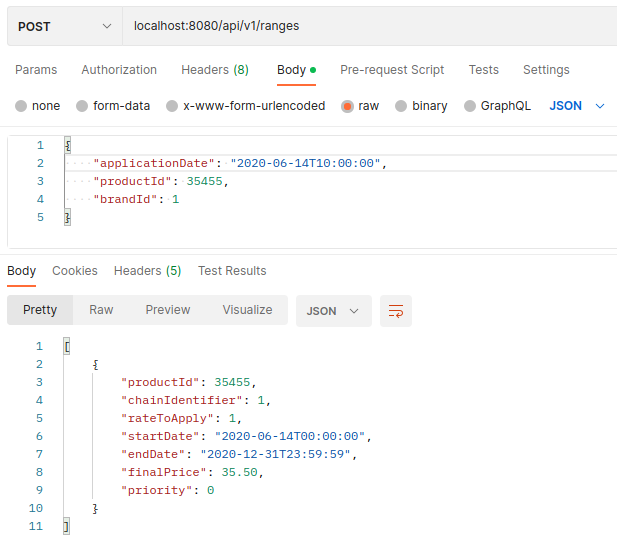 POST localhost:8080/api/v1/ranges
Params Authorization Headers (8) Body Pre-request Script Tests Settings
none form-data x-www-form-urlencoded raw binary GraphQL JSON
1 {
2 "applicationDate": "2020-06-14T10:00:00",
3 "productId": 35455,
4 "brandId": 1
5 }
Body Cookies Headers (5) Test Results
Pretty Raw Preview Visualize JSON
1 [
2 {
3 "productId": 35455,
4 "chainIdentifier": 1,
5 "rateToApply": 1,
6 "startDate": "2020-06-14T00:00:00",
7 "endDate": "2020-12-31T23:59:59",
8 "finalPrice": 35.50,
9 "priority": 0
10 }
11 ]